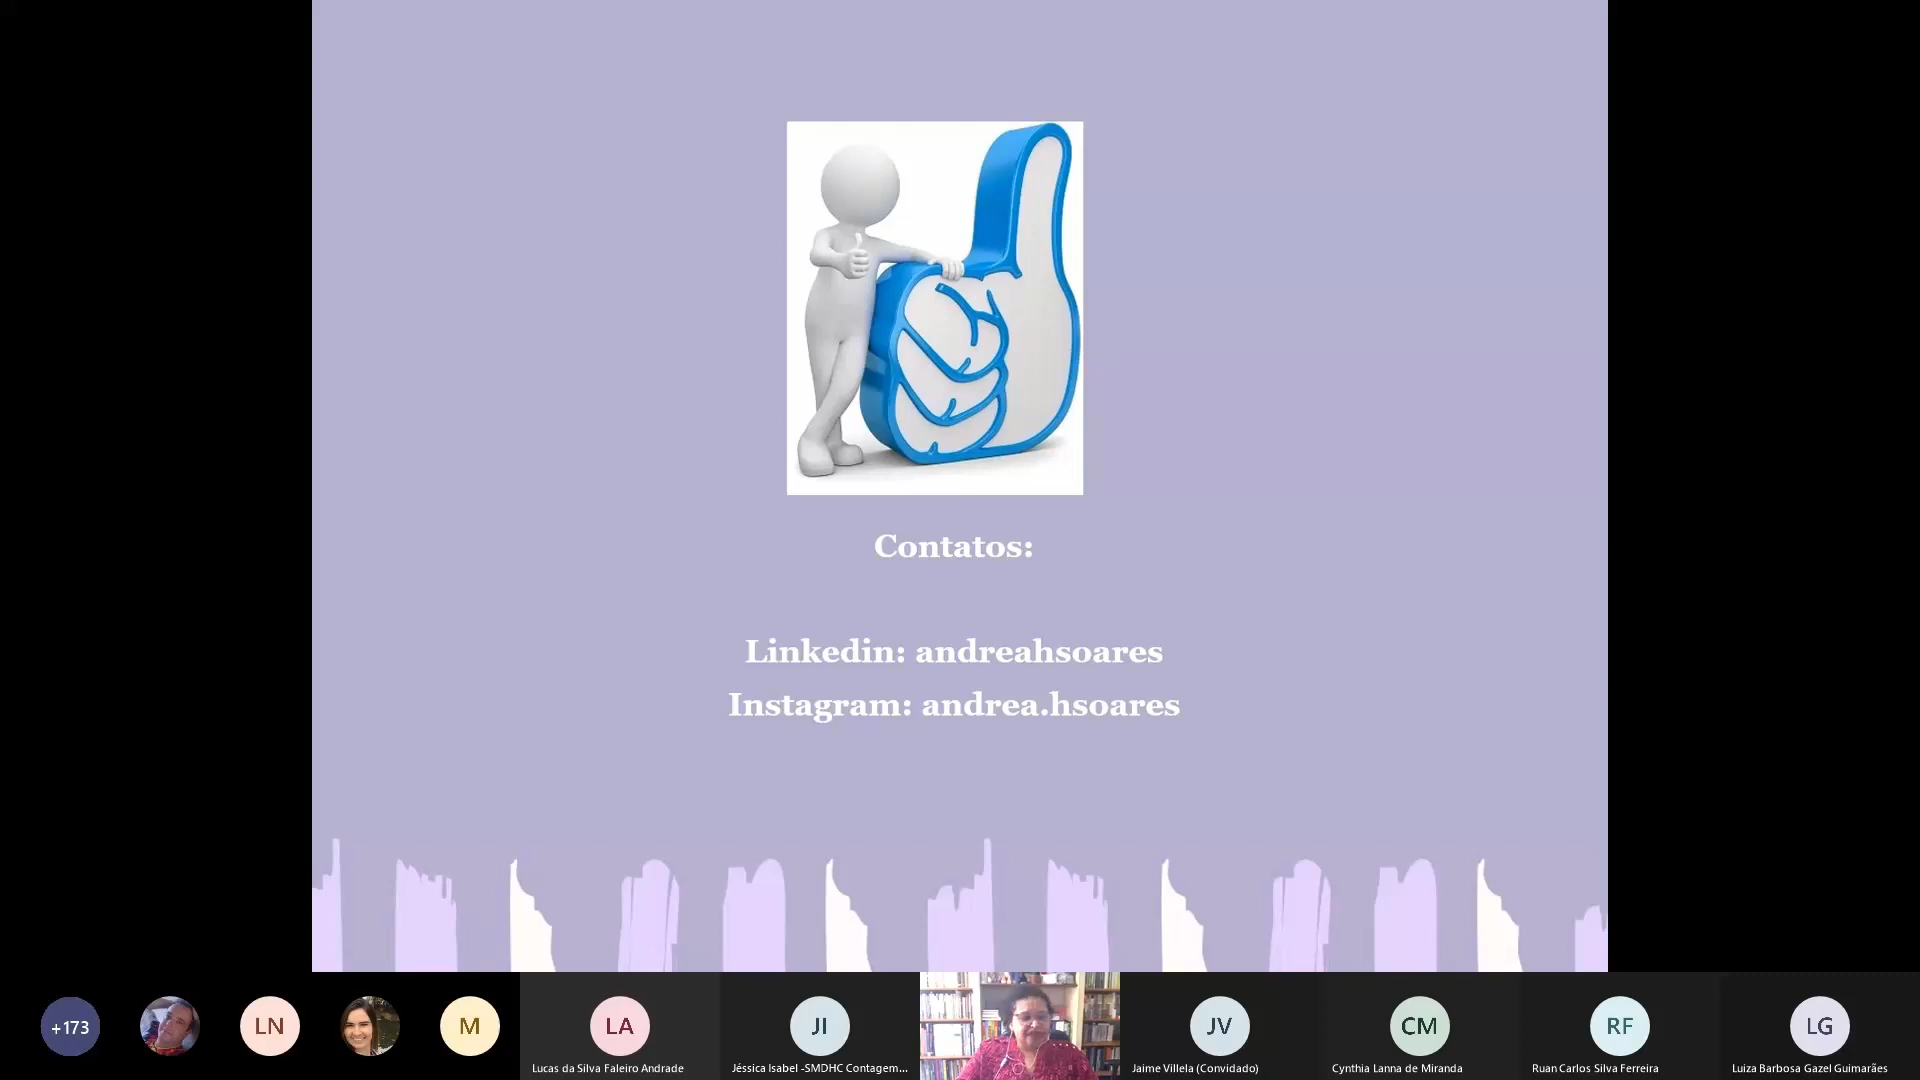 Contatos:
Linkedin: andreahsoares
Instagram: andrea.hsoares
+173
LN
M
LA
JI
JV
CM
RF
LG
Lucas da Silva Faleiro Andrade
Jéssica Isabel -SMDHC Contagem...
Jaime Villela (Convidado)
Cynthia Lanna de Miranda
Ruan Carlos Silva Ferreira
Luiza Barbosa Gazel Guimarães